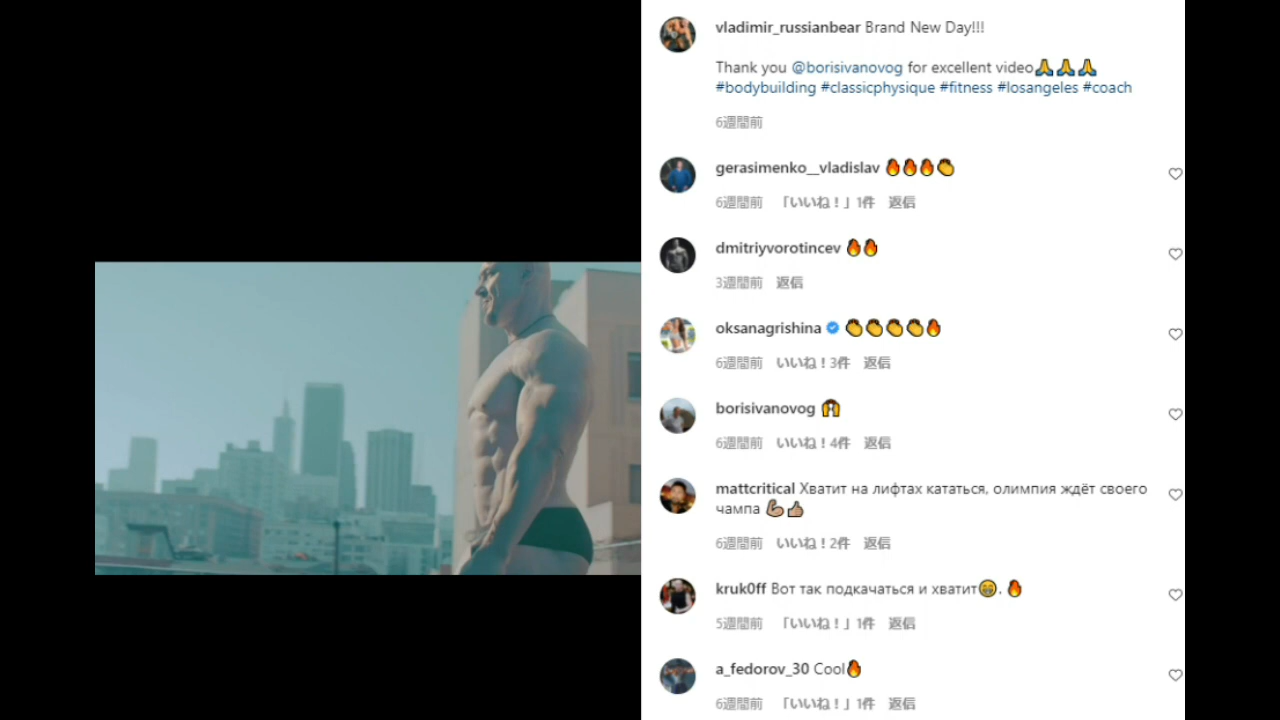 vladimir_russianbear Brand New Day!!!
Thank you @borisivanovog for excellent video🙏🙏🙏
#bodybuilding #classicphysique #fitness #losangeles #coach
6週間前
gerasimenko__vladislav 🔥🔥🔥👏
6週間前 「いいね！」1件 返信
dmitriyvorotincev 🔥🔥
3週間前 返信
oksanagrishina 👏👏👏👏🔥
6週間前 いいね！3件 返信
borisivanovog 🙌
6週間前 いいね！4件 返信
mattcritical Хватит на лифтах кататься, олимпия ждёт своего
чампа 💪👍
6週間前 いいね！2件 返信
kruk0ff Вот так подкачаться и хватит😁. 🔥
5週間前 「いいね！」1件 返信
a_fedorov_30 Cool🔥
6週間前 「いいね！」1件 返信